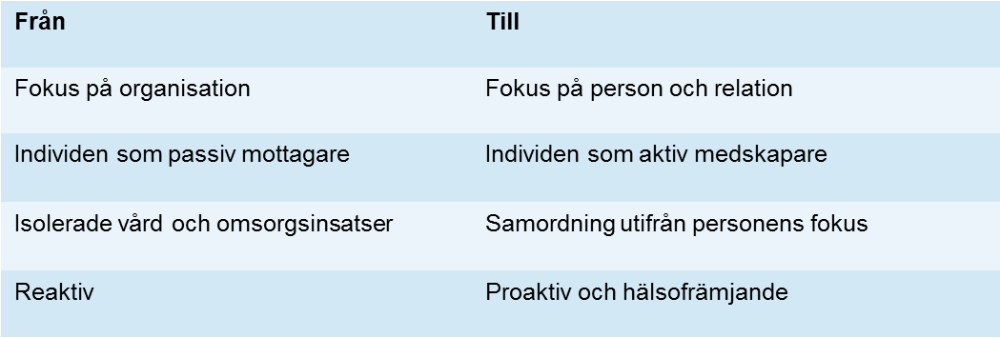 Från Till
Fokus på organisation Fokus på person och relation
Individen som passiv mottagare Individen som aktiv medskapare
Isolerade vård och omsorgsinsatser Samordning utifrån personens fokus
Reaktiv Proaktiv och hälsofrämjande